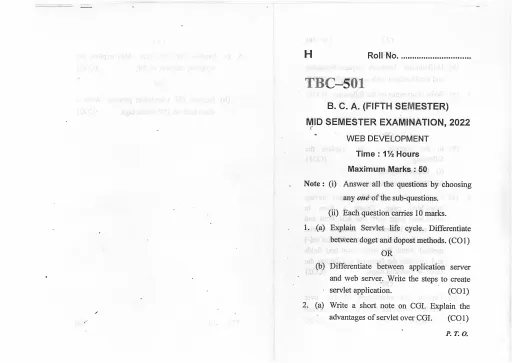 H
Roll No. ..............................
TBC–501
B. C. A. (FIFTH SEMESTER)
MID SEMESTER EXAMINATION, 2022
WEB DEVELOPMENT
Time : 1½ Hours
Maximum Marks : 50
Note : (i) Answer all the questions by choosing
any one of the sub-questions.
(ii) Each question carries 10 marks.
1. (a) Explain Servlet life cycle. Differentiate
between doget and dopost methods. (CO1)
OR
(b) Differentiate between application server
and web server. Write the steps to create
servlet application. (CO1)
2. (a) Write a short note on CGI. Explain the
advantages of servlet over CGI. (CO1)
P. T. O.